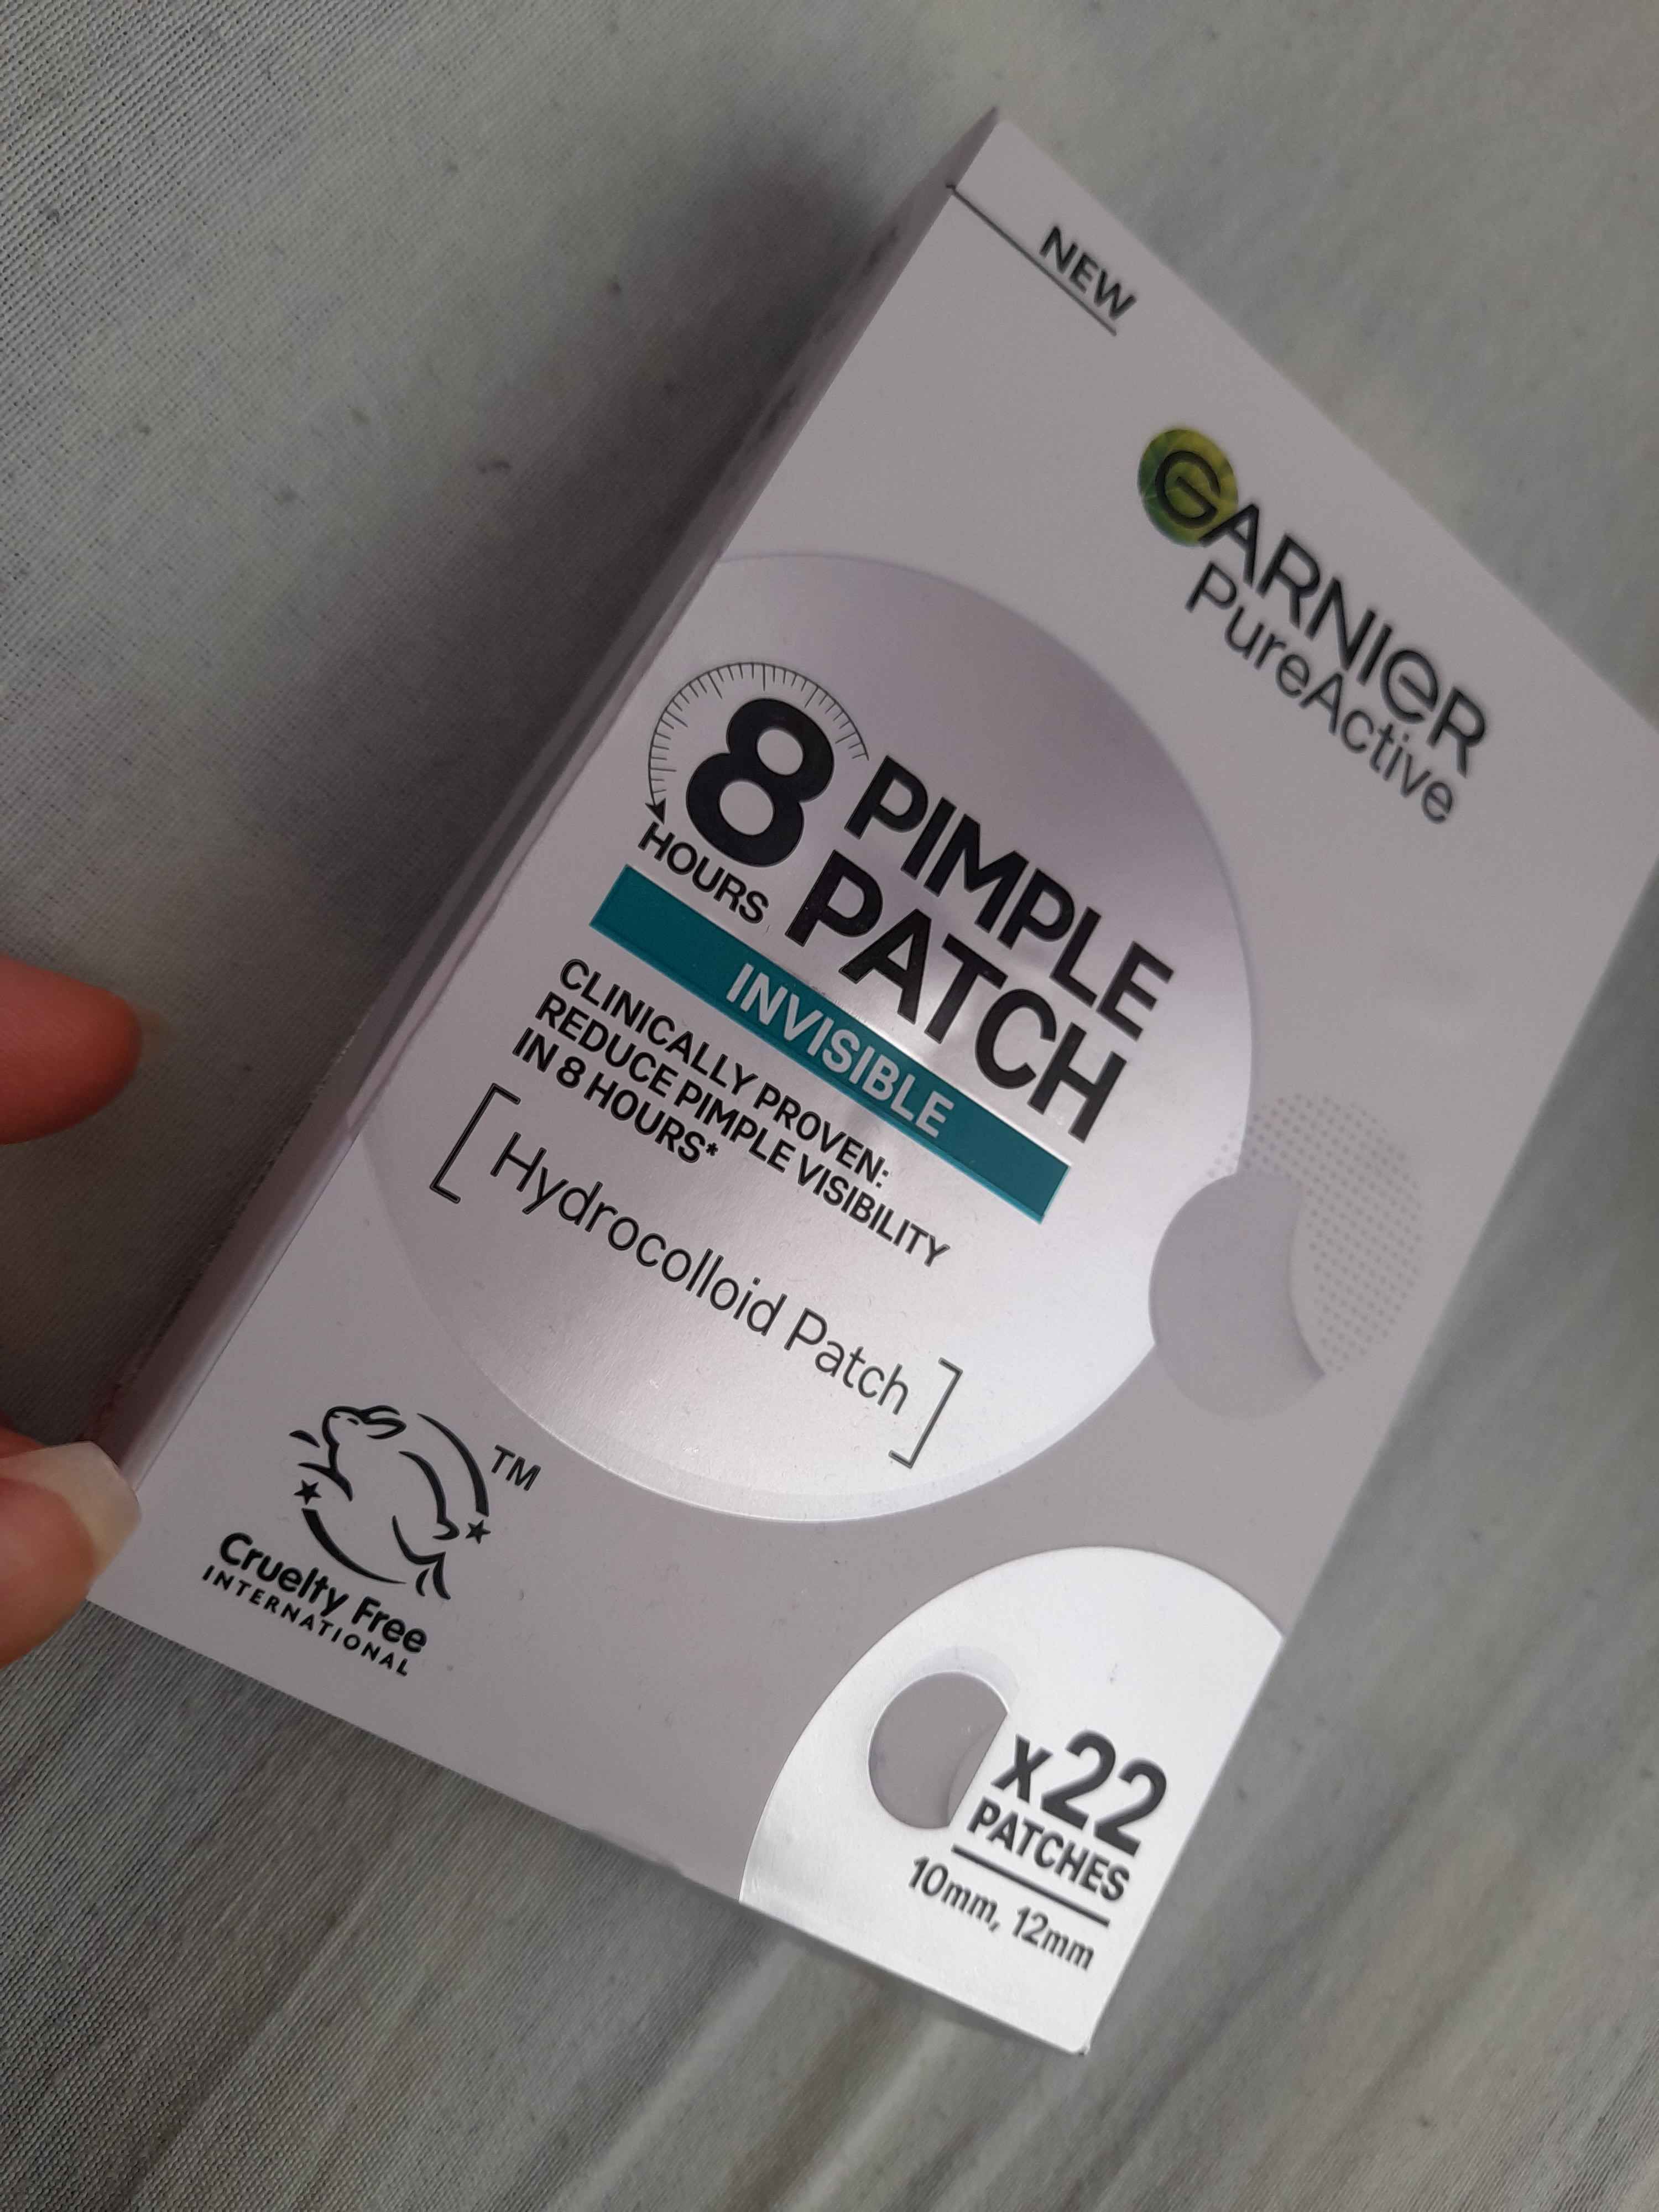 NEW
GARNIER
PureActive
8
HOURS
PIMPLE
PATCH
INVISIBLE
CLINICALLY PROVEN:
REDUCE PIMPLE VISIBILITY
IN 8 HOURS*
[Hydrocolloid Patch]
TM
Cruelty Free
INTERNATIONAL
x22
PATCHES
10mm, 12mm